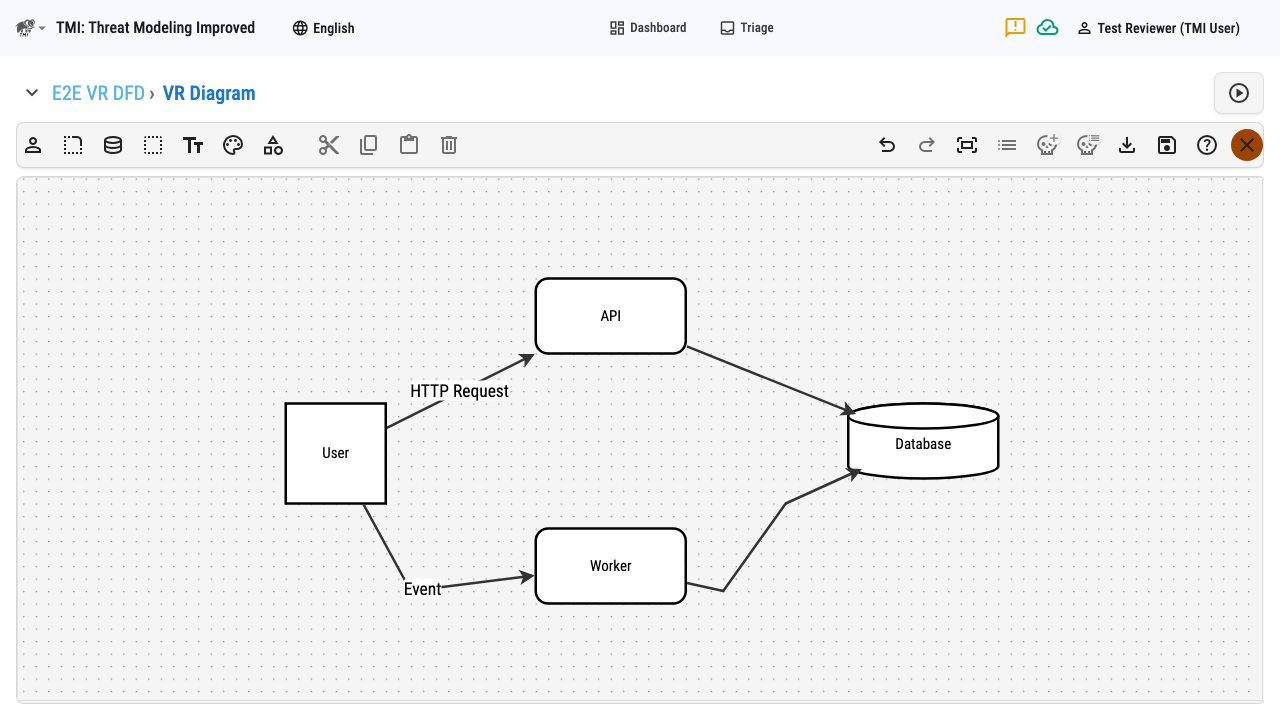 TMI: Threat Modeling Improved
English
Dashboard
Triage
Test Reviewer (TMI User)
E2E VR DFD › VR Diagram
API
HTTP Request
User
Database
Worker
Event